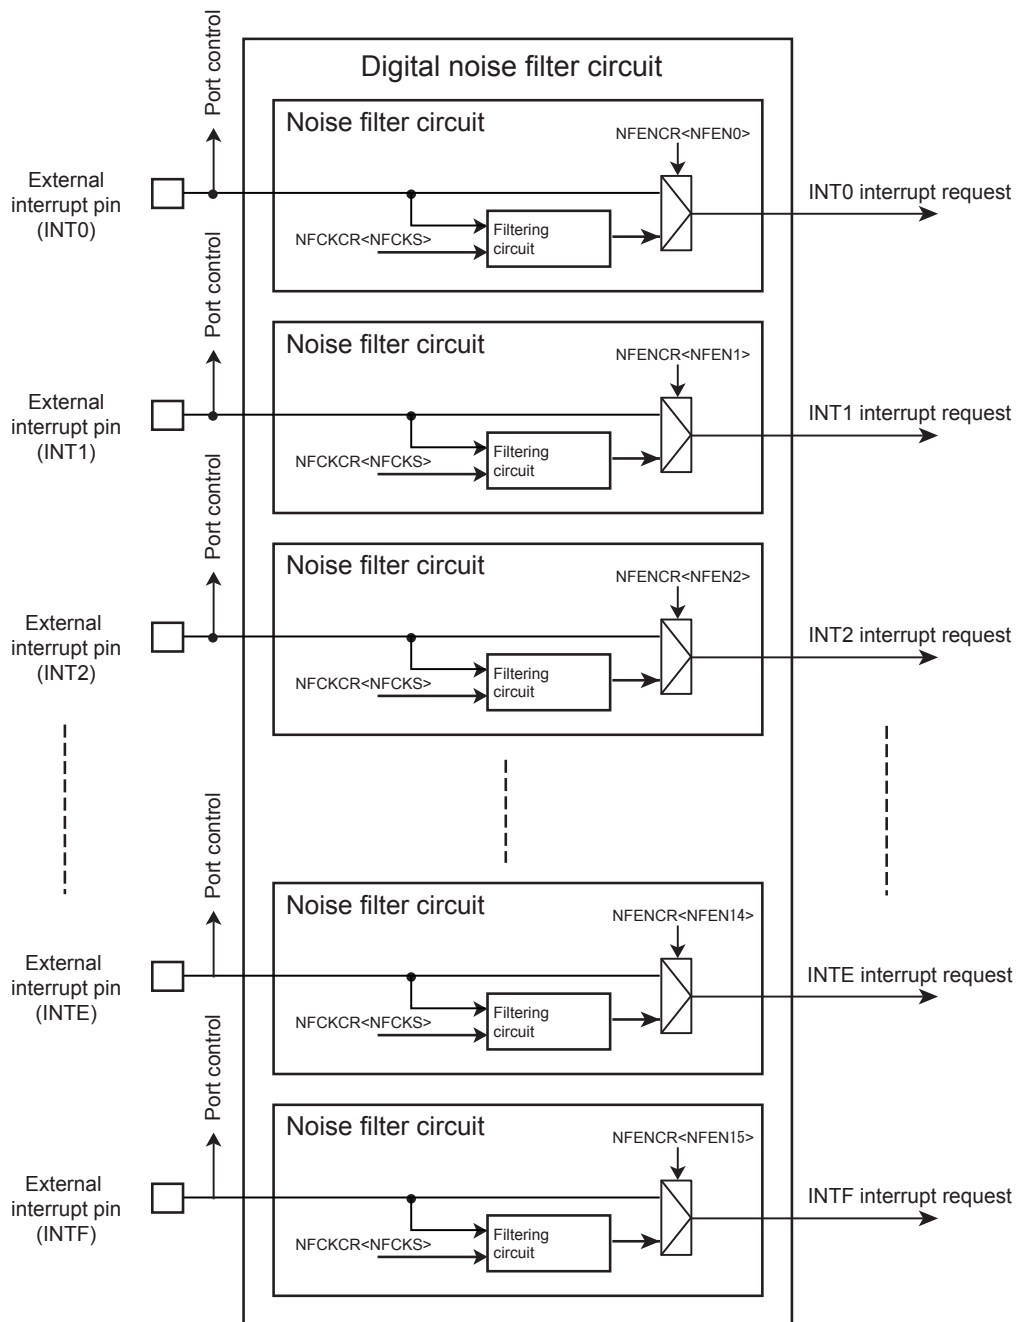 Digital noise filter circuit
Port control
Noise filter circuit
NFENCR<NFEN0>
External
interrupt pin
(INT0)
INT0 interrupt request
Filtering
circuit
NFCKCR<NFCKS>
Port control
Noise filter circuit
NFENCR<NFEN1>
External
interrupt pin
(INT1)
INT1 interrupt request
Filtering
circuit
NFCKCR<NFCKS>
Port control
Noise filter circuit
NFENCR<NFEN2>
External
interrupt pin
(INT2)
INT2 interrupt request
Filtering
circuit
NFCKCR<NFCKS>
Port control
Noise filter circuit
NFENCR<NFEN14>
External
interrupt pin
(INTE)
INTE interrupt request
Filtering
circuit
NFCKCR<NFCKS>
Port control
Noise filter circuit
NFENCR<NFEN15>
External
interrupt pin
(INTF)
INTF interrupt request
Filtering
circuit
NFCKCR<NFCKS>